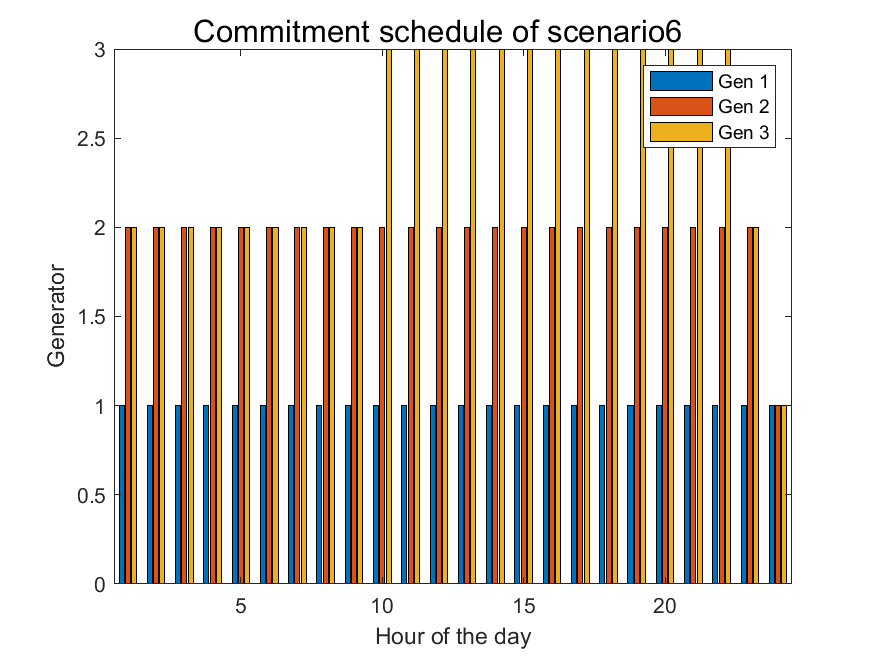 Commitment schedule of scenario6
3
2.5
2
1.5
1
0.5
0
Generator
Gen 1
Gen 2
Gen 3
5 10 15 20
Hour of the day